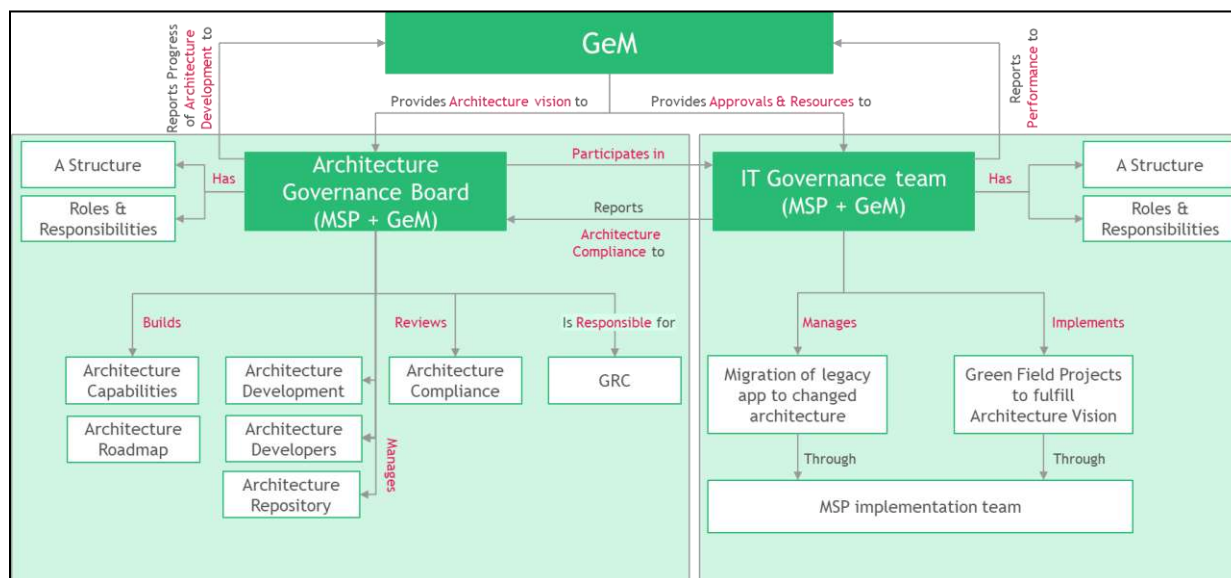 GeM
Reports Progress
of Architecture
Development to
Provides Architecture vision to
Provides Approvals & Resources to
Reports
Performance to
A Structure
Roles &
Responsibilities
Has
Architecture
Governance Board
(MSP + GeM)
Participates in
Reports
Architecture
Compliance to
IT Governance team
(MSP + GeM)
Has
A Structure
Roles &
Responsibilities
Builds
Reviews
Is Responsible for
Manages
Implements
Architecture
Capabilities
Architecture
Roadmap
Architecture
Development
Architecture
Developers
Architecture
Repository
Manages
Architecture
Compliance
GRC
Migration of legacy
app to changed
architecture
Green Field Projects
to fulfill
Architecture Vision
Through
Through
MSP implementation team